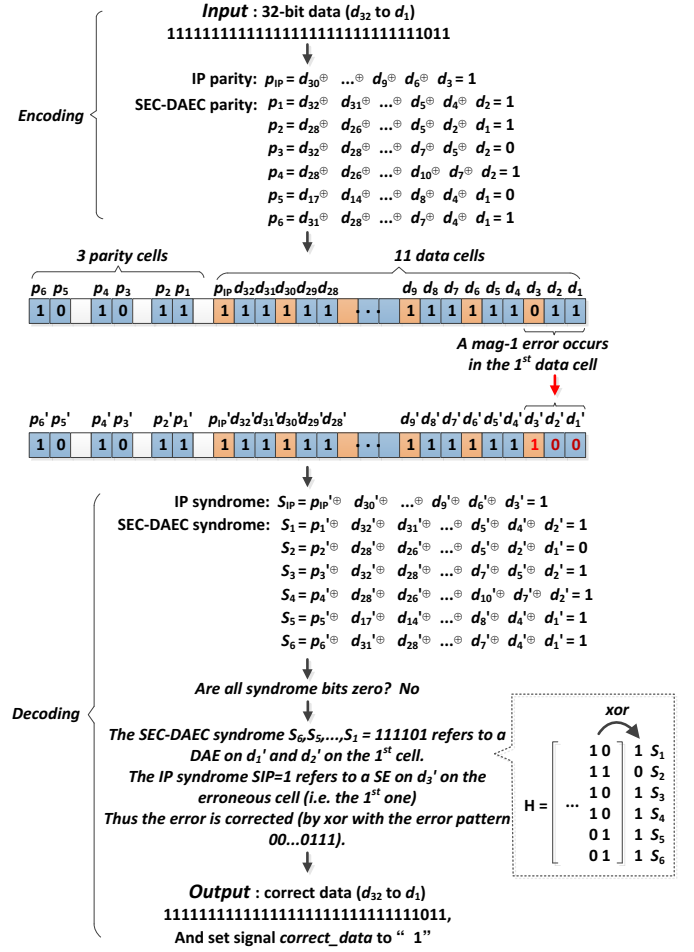 Input : 32-bit data (d32 to d1)
11111111111111111111111111111011
IP parity: pIP = d30⊕ ...⊕ d9⊕ d6⊕ d3 = 1
SEC-DAEC parity: p1 = d32⊕ d31⊕ ...⊕ d5⊕ d4⊕ d2 = 1
p2 = d28⊕ d26⊕ ...⊕ d5⊕ d2⊕ d1 = 1
p3 = d32⊕ d28⊕ ...⊕ d7⊕ d5⊕ d2 = 0
p4 = d28⊕ d26⊕ ...⊕ d10⊕ d7⊕ d2 = 1
p5 = d17⊕ d14⊕ ...⊕ d8⊕ d4⊕ d1 = 0
p6 = d31⊕ d28⊕ ...⊕ d7⊕ d4⊕ d1 = 1
Encoding
3 parity cells 11 data cells
p6 p5 p4 p3 p2 p1 pIP d32 d31 d30 d29 d28 d9 d8 d7 d6 d5 d4 d3 d2 d1
1 0 1 0 1 1 1 1 1 1 1 1 ... 1 1 1 1 1 1 0 1 1
A mag-1 error occurs
in the 1st data cell
p6' p5' p4' p3' p2' p1' pIP' d32' d31' d30' d29' d28' d9' d8' d7' d6' d5' d4' d3' d2' d1'
1 0 1 0 1 1 1 1 1 1 1 1 ... 1 1 1 1 1 1 1 0 0
IP syndrome: SIP = pIP'⊕ d30'⊕ ...⊕ d9'⊕ d6'⊕ d3' = 1
SEC-DAEC syndrome: S1 = p1'⊕ d32'⊕ d31'⊕ ...⊕ d5'⊕ d4'⊕ d2' = 1
S2 = p2'⊕ d28'⊕ d26'⊕ ...⊕ d5'⊕ d2'⊕ d1' = 0
S3 = p3'⊕ d32'⊕ d28'⊕ ...⊕ d7'⊕ d5'⊕ d2' = 1
S4 = p4'⊕ d28'⊕ d26'⊕ ...⊕ d10'⊕ d7'⊕ d2' = 1
S5 = p5'⊕ d17'⊕ d14'⊕ ...⊕ d8'⊕ d4'⊕ d1' = 1
S6 = p6'⊕ d31'⊕ d28'⊕ ...⊕ d7'⊕ d4'⊕ d1' = 1
Are all syndrome bits zero? No
Decoding
The SEC-DAEC syndrome S6,S5,...,S1 = 111101 refers to a
DAE on d1' and d2' on the 1st cell.
The IP syndrome SIP=1 refers to a SE on d3' on the
erroneous cell (i.e. the 1st one)
Thus the error is corrected (by xor with the error pattern
00...0111).
xor
1 0 1 S1
1 1 0 S2
1 0 1 S3
H = ... 1 0 1 S4
0 1 1 S5
0 1 1 S6
Output : correct data (d32 to d1)
11111111111111111111111111111011,
And set signal correct_data to “ 1”